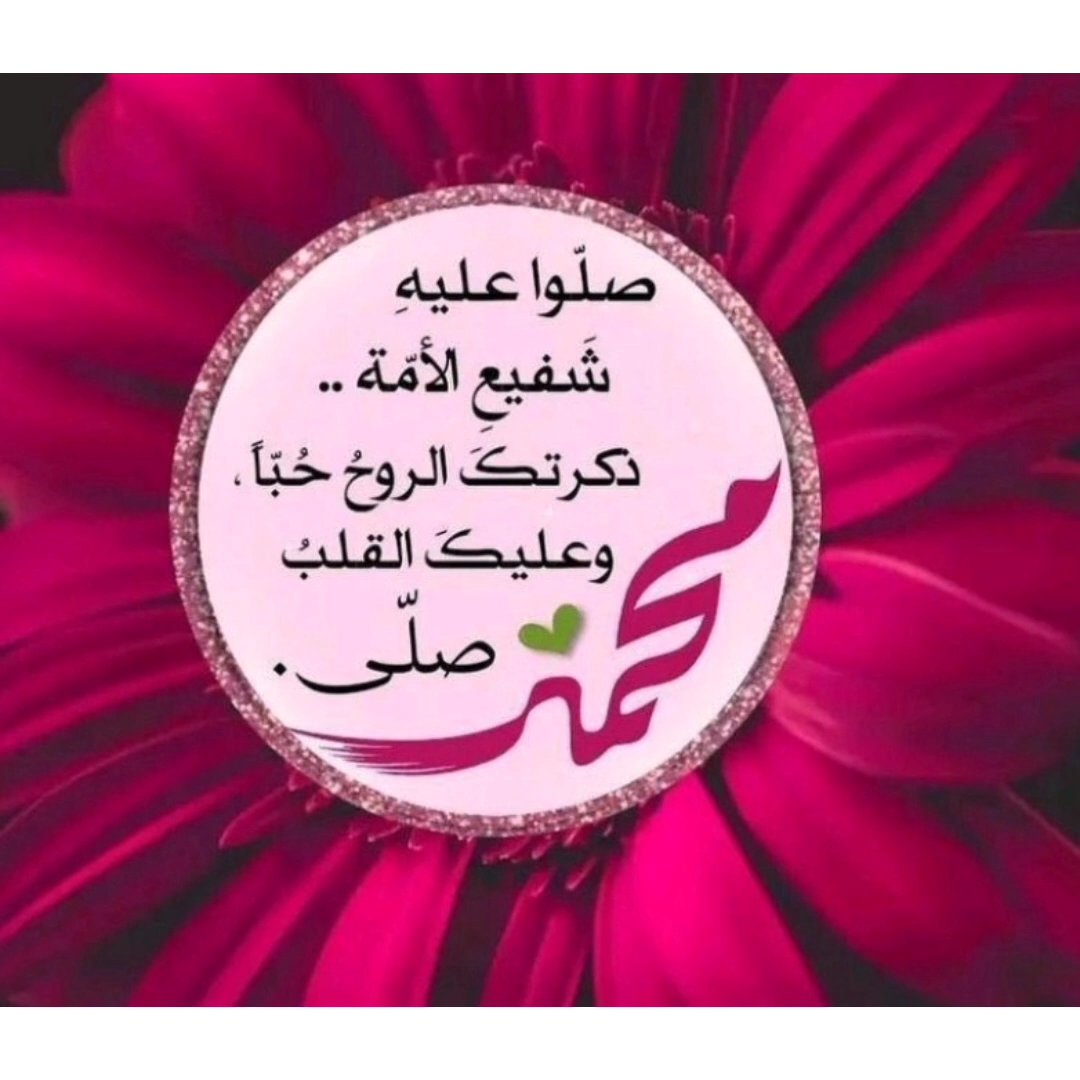 صلّوا عليهِ
شَفيعِ الأمّة ..
ذكرتكَ الروحُ حُبّاً ،
وعليكَ القلبُ
صلّى .
محمد